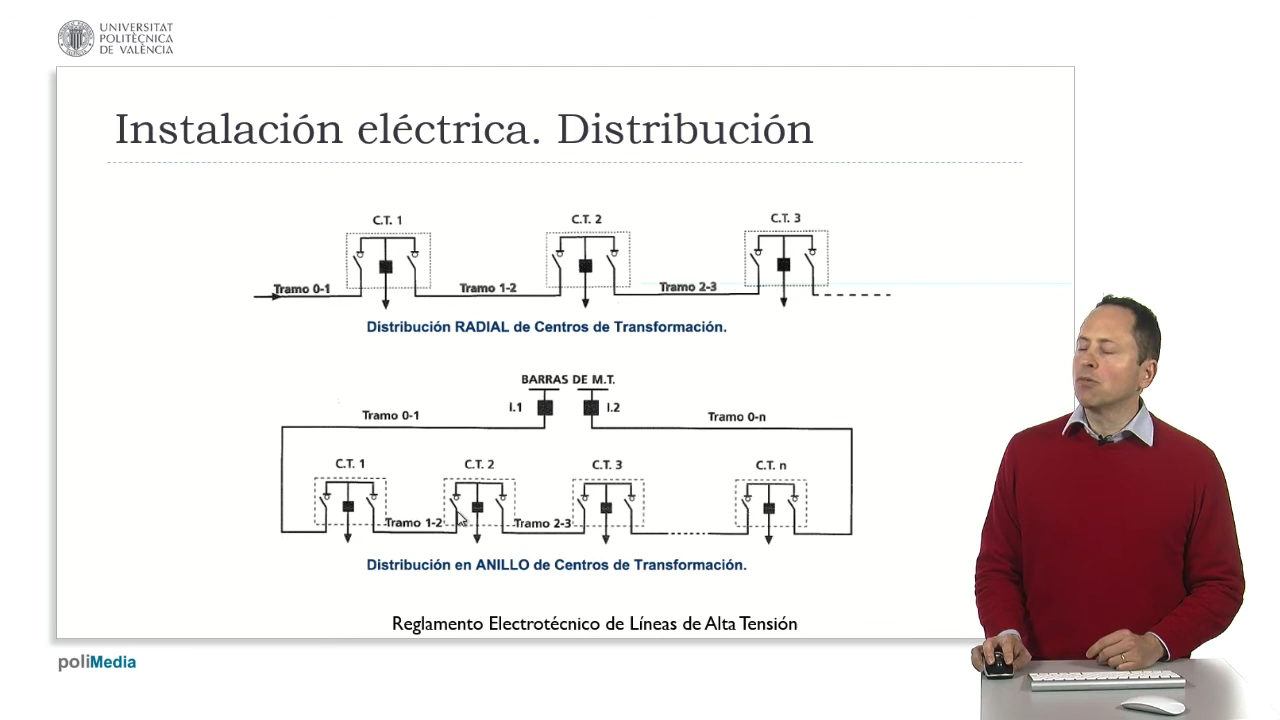 UNIVERSITAT
POLITÈCNICA
DE VALÈNCIA
Instalación eléctrica. Distribución
C.T. 1
C.T. 2
C.T. 3
Tramo 0-1
Tramo 1-2
Tramo 2-3
Distribución RADIAL de Centros de Transformación.
BARRAS DE M.T.
I.1
I.2
Tramo 0-1
Tramo 0-n
C.T. 1
C.T. 2
C.T. 3
C.T. n
Tramo 1-2
Tramo 2-3
Distribución en ANILLO de Centros de Transformación.
Reglamento Electrotécnico de Líneas de Alta Tensión
poliMedia